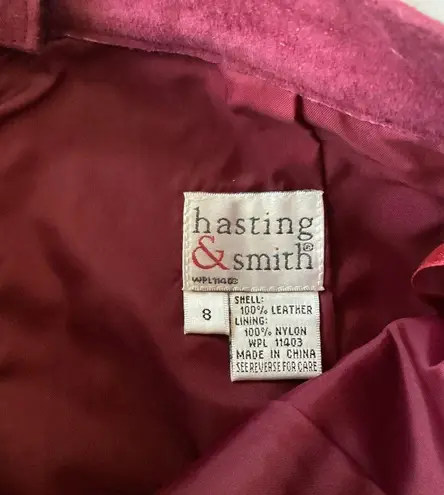 hasting
& smith®
WPL11403
8
SHELL:
100% LEATHER
LINING:
100% NYLON
WPL 11403
MADE IN CHINA
SEE REVERSE FOR CARE